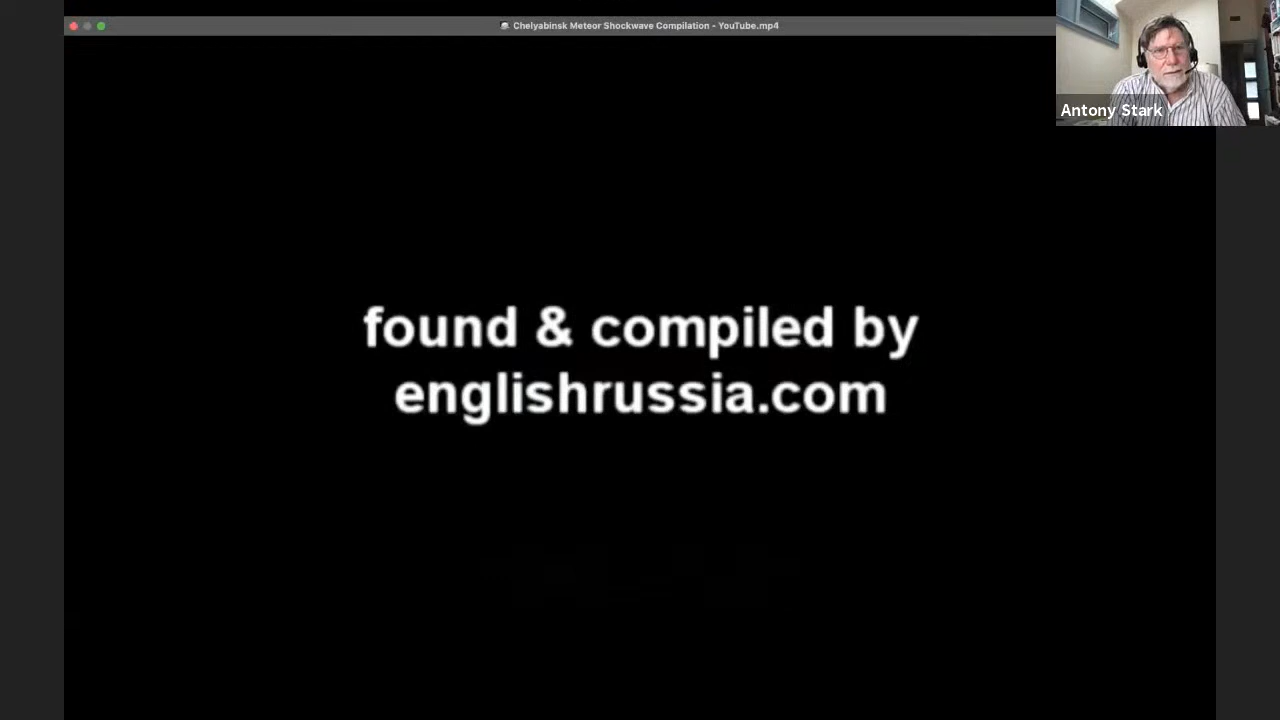 Chelyabinsk Meteor Shockwave Compilation - YouTube.mp4
Antony Stark
found & compiled by
englishrussia.com